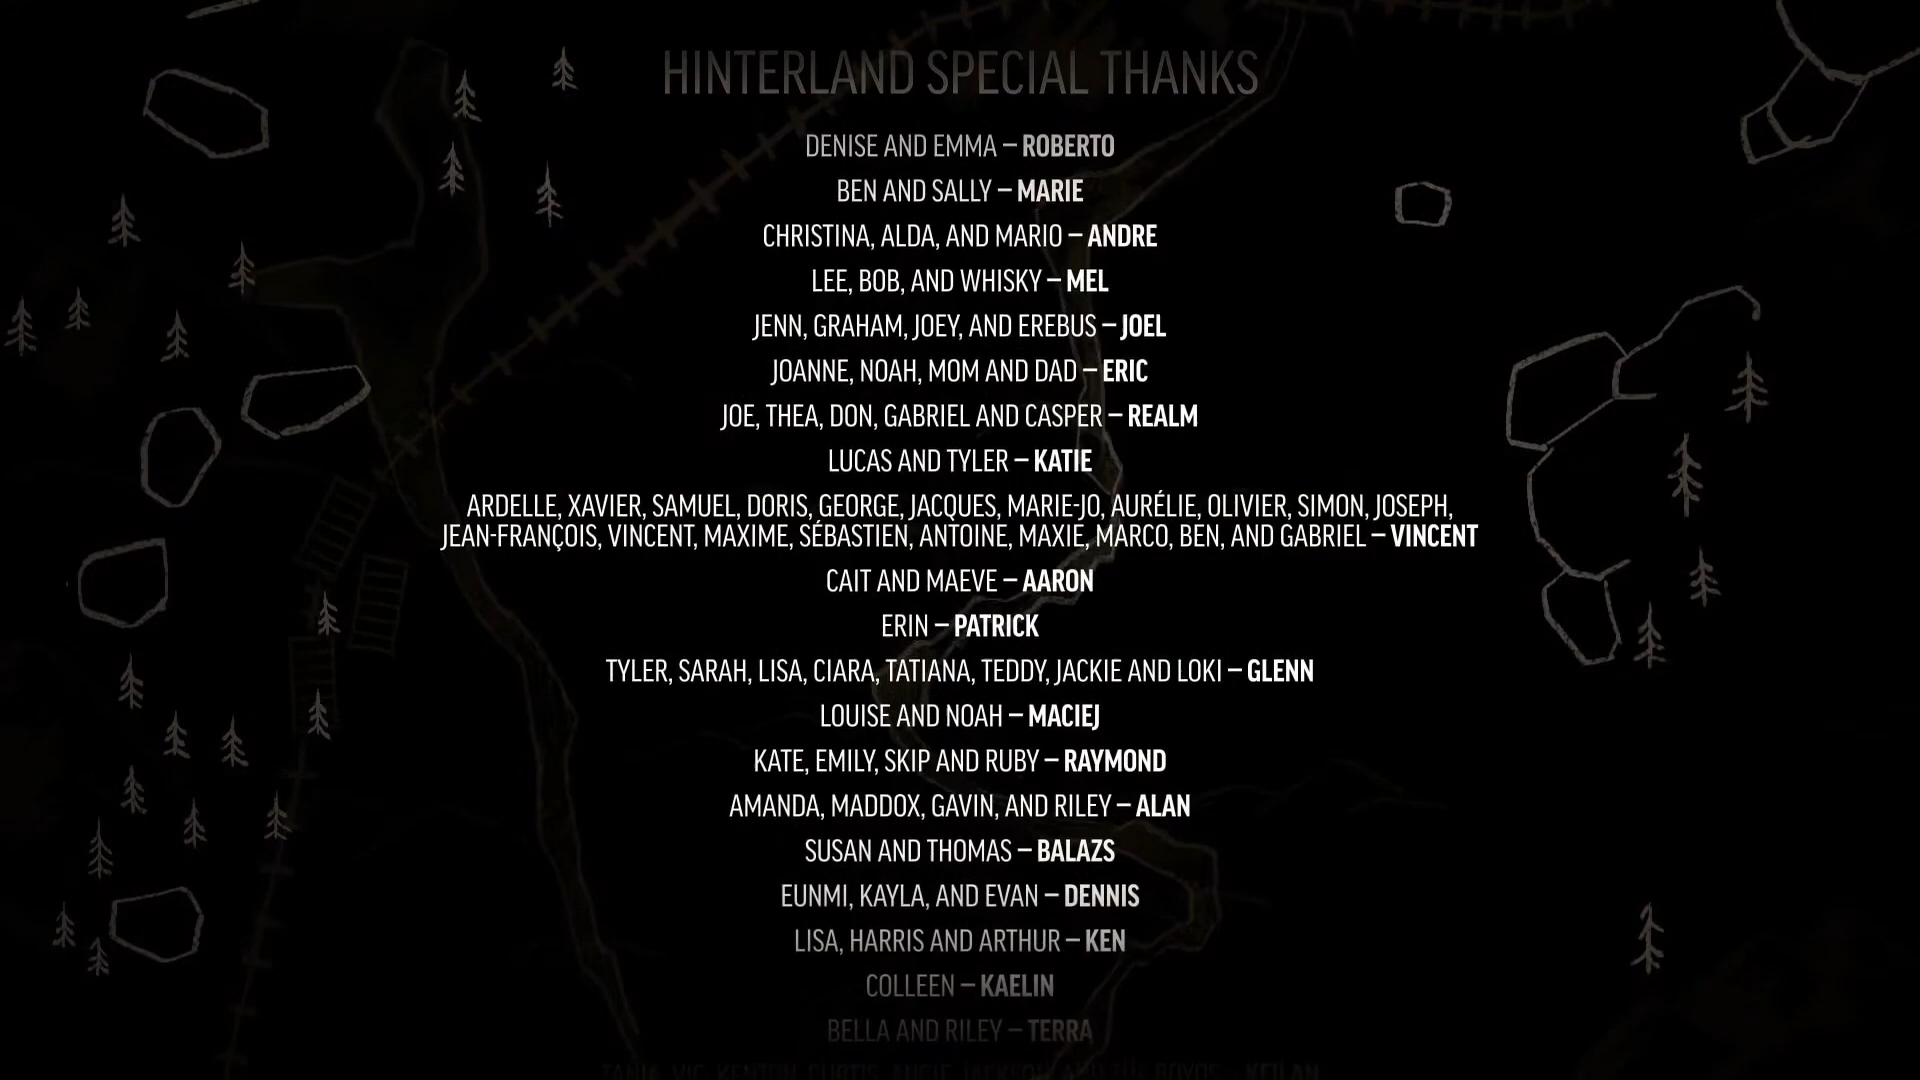 HINTERLAND SPECIAL THANKS
DENISE AND EMMA – ROBERTO
BEN AND SALLY – MARIE
CHRISTINA, ALDA, AND MARIO – ANDRE
LEE, BOB, AND WHISKY – MEL
JENN, GRAHAM, JOEY, AND EREBUS – JOEL
JOANNE, NOAH, MOM AND DAD – ERIC
JOE, THEA, DON, GABRIEL AND CASPER – REALM
LUCAS AND TYLER – KATIE
ARDELLE, XAVIER, SAMUEL, DORIS, GEORGE, JACQUES, MARIE-JO, AURÉLIE, OLIVIER, SIMON, JOSEPH,
JEAN-FRANÇOIS, VINCENT, MAXIME, SÉBASTIEN, ANTOINE, MAXIE, MARCO, BEN, AND GABRIEL – VINCENT
CAIT AND MAEVE – AARON
ERIN – PATRICK
TYLER, SARAH, LISA, CIARA, TATIANA, TEDDY, JACKIE AND LOKI – GLENN
LOUISE AND NOAH – MACIEJ
KATE, EMILY, SKIP AND RUBY – RAYMOND
AMANDA, MADDOX, GAVIN, AND RILEY – ALAN
SUSAN AND THOMAS – BALAZS
EUNMI, KAYLA, AND EVAN – DENNIS
LISA, HARRIS AND ARTHUR – KEN
COLLEEN – KAELIN
BELLA AND RILEY – TERRA